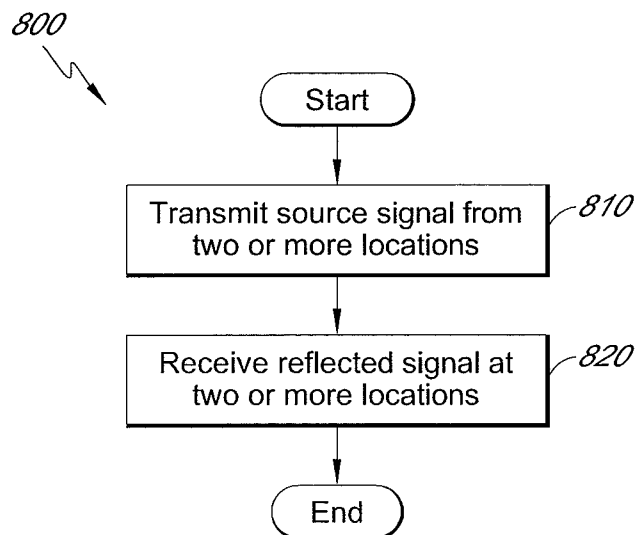 800
Start
Transmit source signal from
two or more locations
810
Receive reflected signal at
two or more locations
820
End